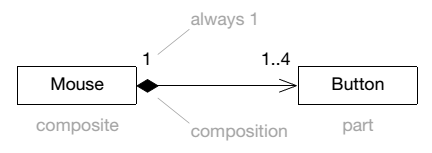 always 1
1
1..4
Mouse
Button
composite
composition
part